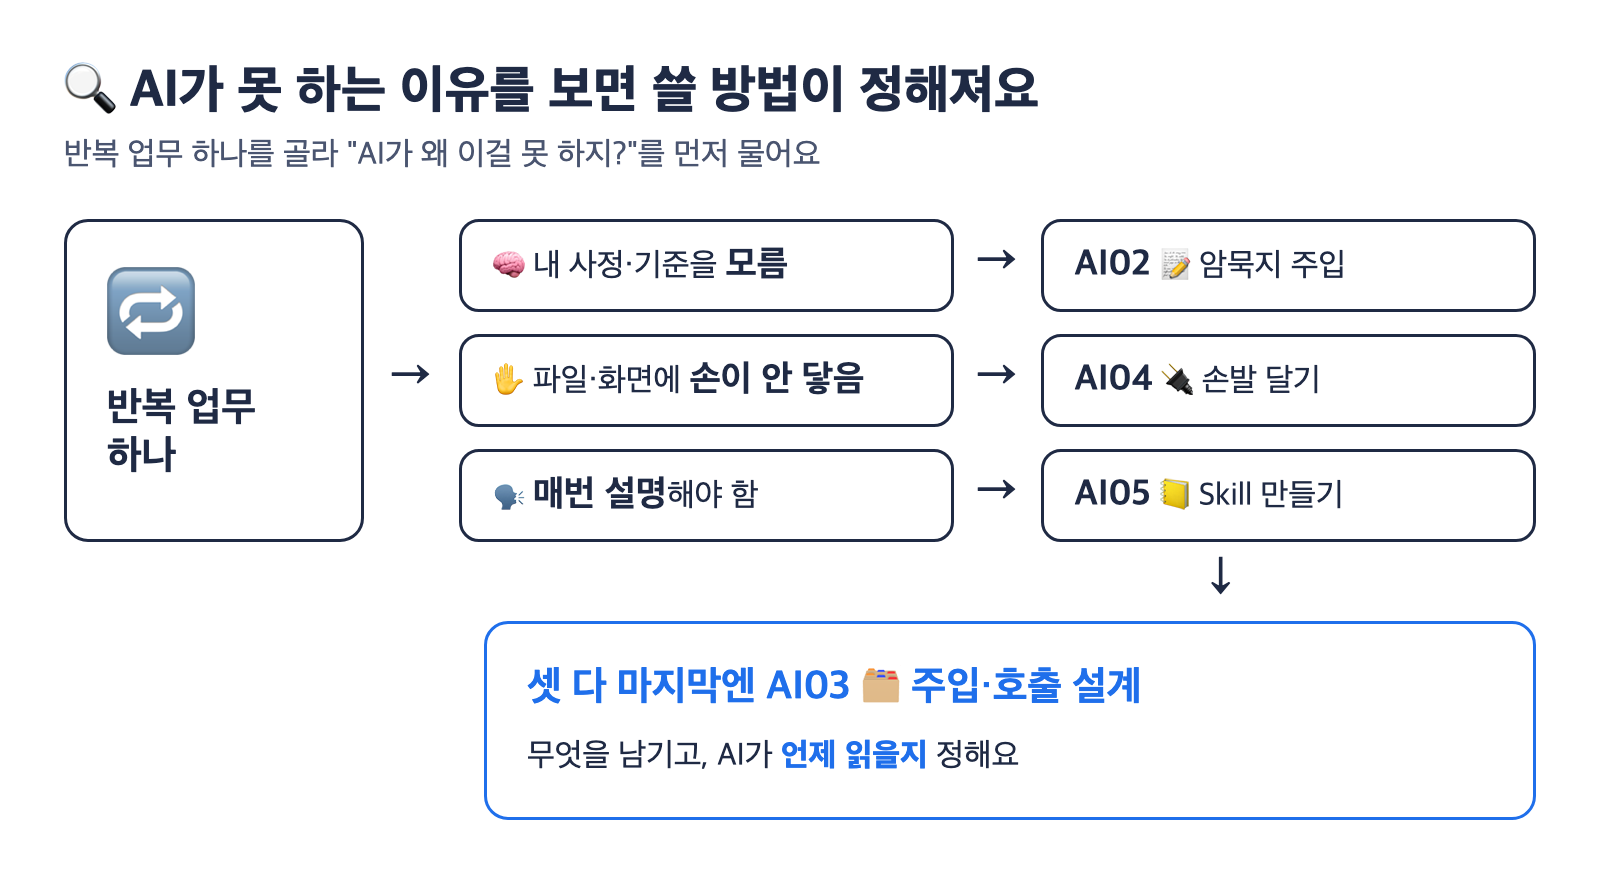 🔍 AI가 못 하는 이유를 보면 쓸 방법이 정해져요
반복 업무 하나를 골라 "AI가 왜 이걸 못 하지?"를 먼저 물어요
🔁
반복 업무
하나
→
🧠 내 사정·기준을 모름
→
AI02 📝 암묵지 주입
✋ 파일·화면에 손이 안 닿음
→
AI04 🔌 손발 달기
🗣️ 매번 설명해야 함
→
AI05 📒 Skill 만들기
↓
셋 다 마지막엔 AI03 🗂️ 주입·호출 설계
무엇을 남기고, AI가 언제 읽을지 정해요